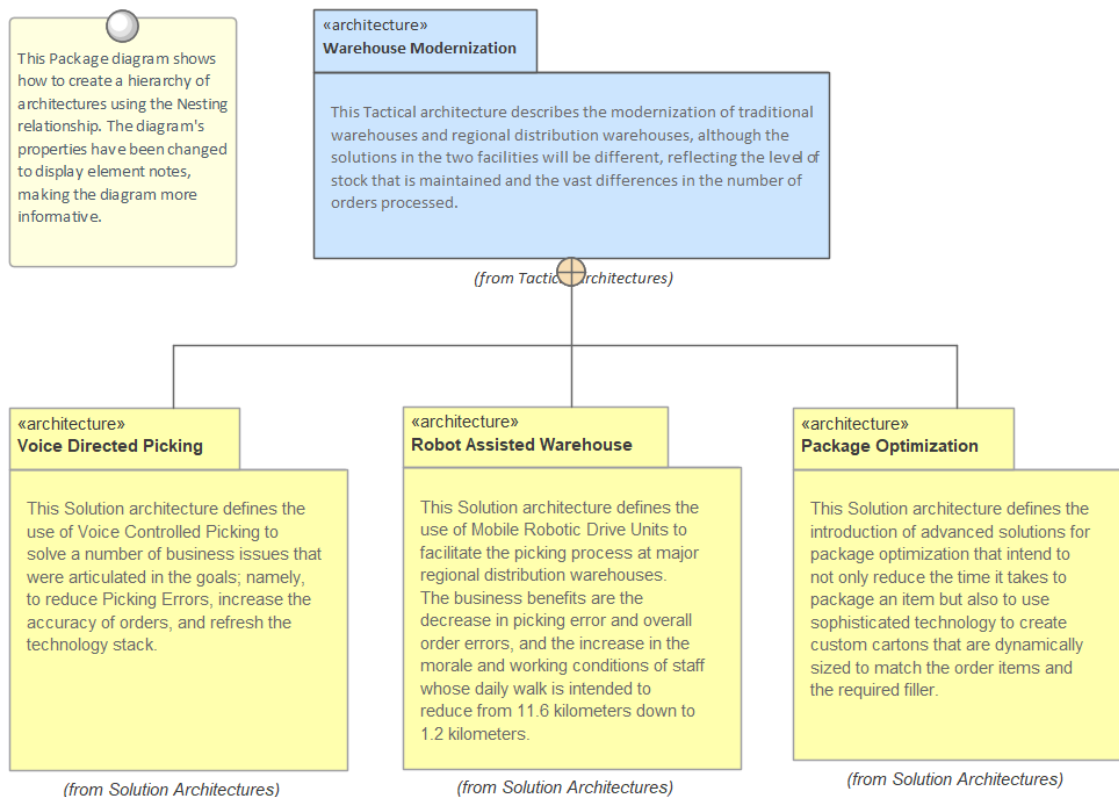 This Package diagram shows
how to create a hierarchy of
architectures using the Nesting
relationship. The diagram's
properties have been changed
to display element notes,
making the diagram more
informative.
«architecture»
Warehouse Modernization
This Tactical architecture describes the modernization of traditional
warehouses and regional distribution warehouses, although the
solutions in the two facilities will be different, reflecting the level of
stock that is maintained and the vast differences in the number of
orders processed.
(from Tactical Architectures)
«architecture»
Voice Directed Picking
This Solution architecture defines the
use of Voice Controlled Picking to
solve a number of business issues that
were articulated in the goals; namely,
to reduce Picking Errors, increase the
accuracy of orders, and refresh the
technology stack.
(from Solution Architectures)
«architecture»
Robot Assisted Warehouse
This Solution architecture defines the
use of Mobile Robotic Drive Units to
facilitate the picking process at major
regional distribution warehouses.
The business benefits are the
decrease in picking error and overall
order errors, and the increase in the
morale and working conditions of staff
whose daily walk is intended to
reduce from 11.6 kilometers down to
1.2 kilometers.
(from Solution Architectures)
«architecture»
Package Optimization
This Solution architecture defines the
introduction of advanced solutions for
package optimization that intend to
not only reduce the time it takes to
package an item but also to use
sophisticated technology to create
custom cartons that are dynamically
sized to match the order items and
the required filler.
(from Solution Architectures)